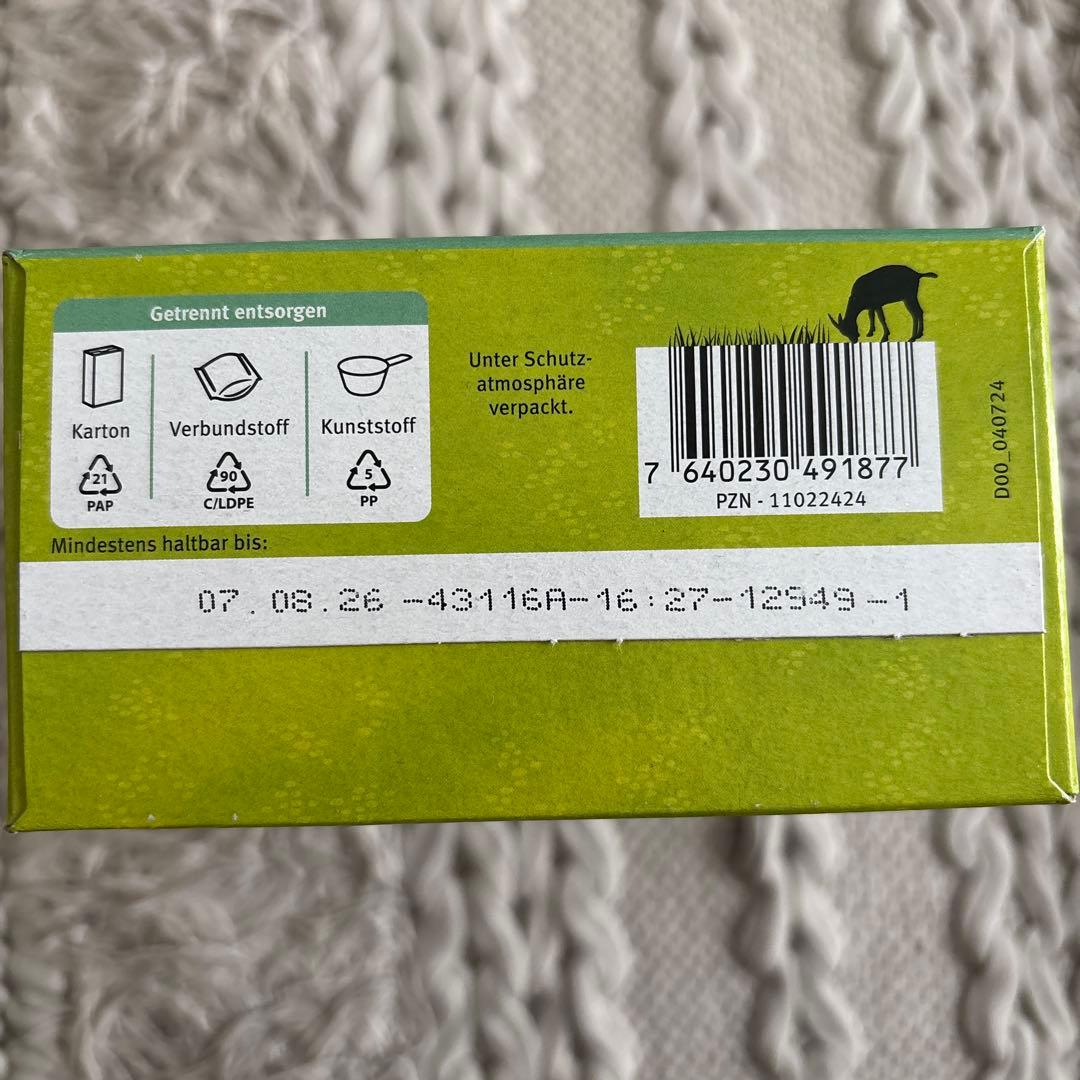 Getrennt entsorgen
Karton
Verbundstoff
Kunststoff
21
PAP
90
C/LDPE
5
PP
Unter Schutz-
atmosphäre
verpackt.
7 640230 491877
PZN - 11022424
D00_040724
Mindestens haltbar bis:
07.08.26 -43116A-16:27-12949-1